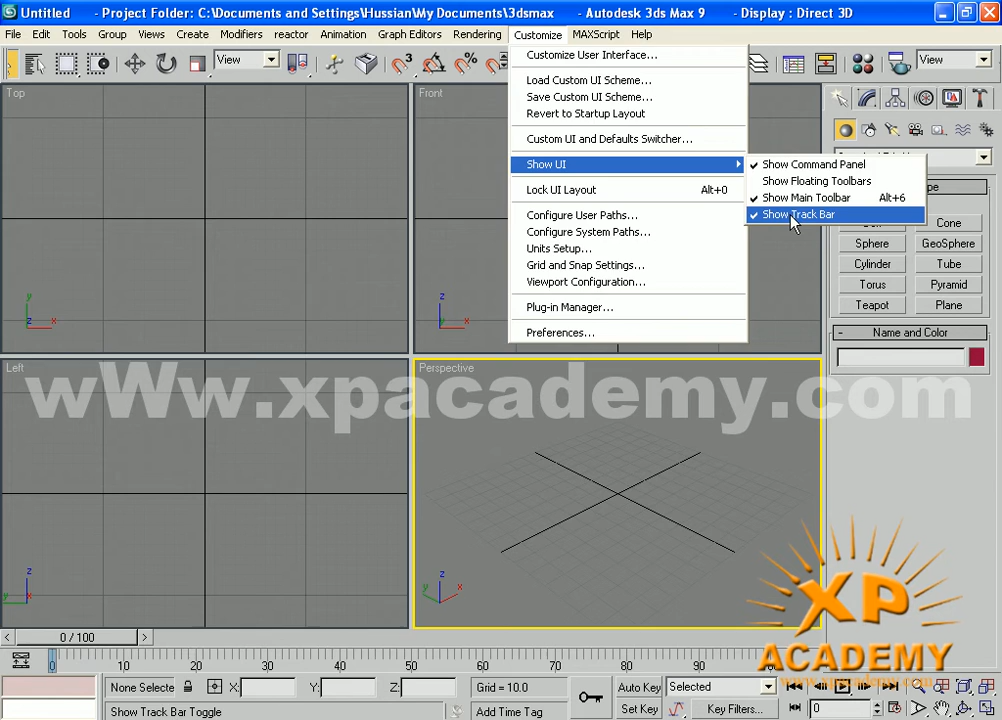 Untitled - Project Folder: C:\Documents and Settings\Hussian\My Documents\3dsmax - Autodesk 3ds Max 9 - Display : Direct 3D
File Edit Tools Group Views Create Modifiers reactor Animation Graph Editors Rendering Customize MAXScript Help
View
View
Customize User Interface...
Load Custom UI Scheme...
Save Custom UI Scheme...
Revert to Startup Layout
Custom UI and Defaults Switcher...
Show UI
Lock UI Layout Alt+0
Configure User Paths...
Configure System Paths...
Units Setup...
Grid and Snap Settings...
Viewport Configuration...
Plug-in Manager...
Preferences...
Show Command Panel
Show Floating Toolbars
Show Main Toolbar Alt+6
Show Track Bar
Top
Front
Left
Perspective
Cone
Sphere GeoSphere
Cylinder Tube
Torus Pyramid
Teapot Plane
- Name and Color
wWw.xpacademy.com
y
z x
z
y x
z
y x
z
y x
XP
ACADEMY
www.xpacademy.com
< 0 / 100 >
0 10 20 30 40 50 60 70 80 90
None Selecte X: Y: Z: Grid = 10.0 Auto Key Selected
Show Track Bar Toggle Add Time Tag Set Key Key Filters... 0